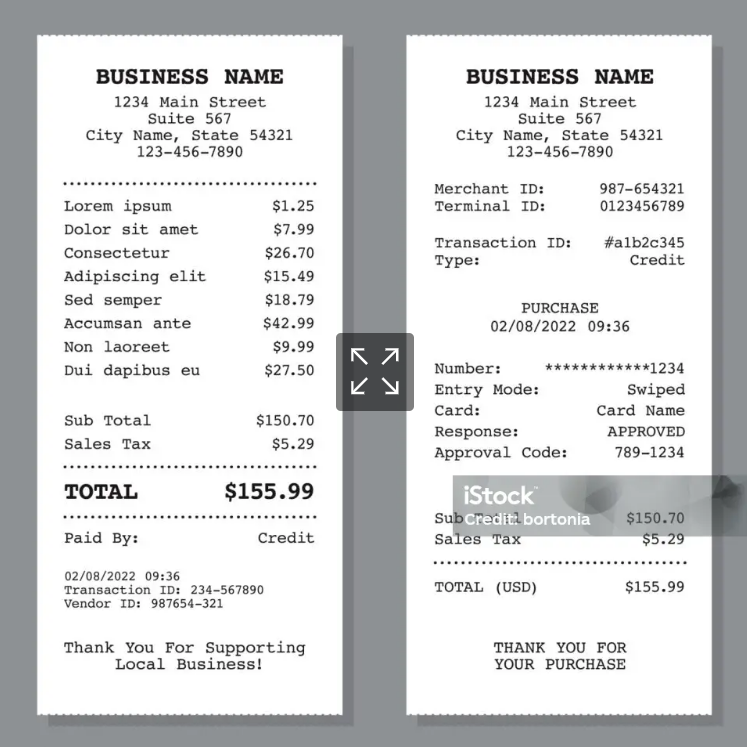 BUSINESS NAME
1234 Main Street
Suite 567
City Name, State 54321
123-456-7890
Lorem ipsum $1.25
Dolor sit amet $7.99
Consectetur $26.70
Adipiscing elit $15.49
Sed semper $18.79
Accumsan ante $42.99
Non laoreet $9.99
Dui dapibus eu $27.50
Sub Total $150.70
Sales Tax $5.29
TOTAL $155.99
Paid By: Credit
02/08/2022 09:36
Transaction ID: 234-567890
Vendor ID: 987654-321
Thank You For Supporting
Local Business!
BUSINESS NAME
1234 Main Street
Suite 567
City Name, State 54321
123-456-7890
Merchant ID: 987-654321
Terminal ID: 0123456789
Transaction ID: #a1b2c345
Type: Credit
PURCHASE
02/08/2022 09:36
Number: ************1234
Entry Mode: Swiped
Card: Card Name
Response: APPROVED
Approval Code: 789-1234
iStock
Credit: bortonia
Sub Total $150.70
Sales Tax $5.29
TOTAL (USD) $155.99
THANK YOU FOR
YOUR PURCHASE